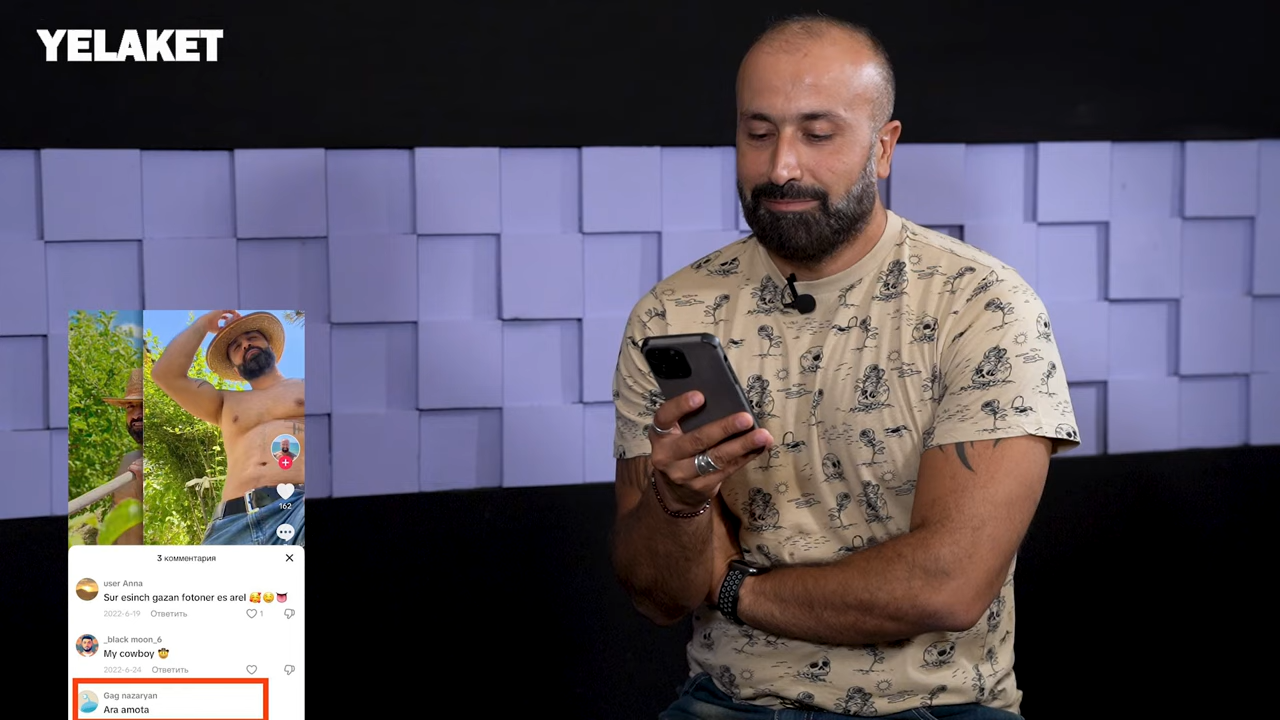 YELAKET
162
3 комментария
user Anna
Sur esinch gazan fotoner es arel 🥰🤤👅
2022-6-19 Ответить 1
_black moon_6
My cowboy 🤠
2022-6-24 Ответить
Gag nazaryan
Ara amota